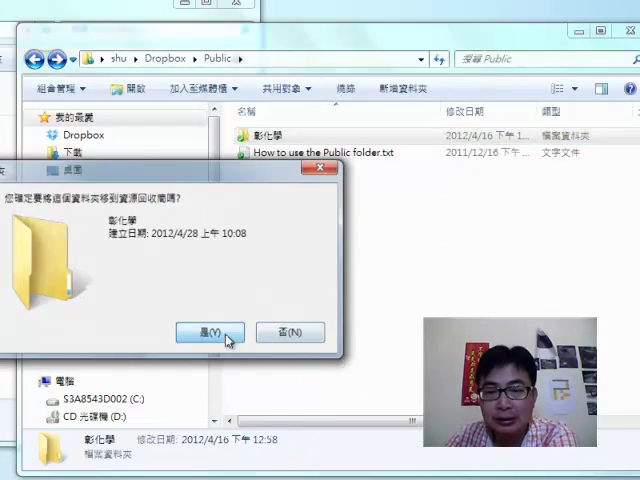 shu
Dropbox
Public
搜尋 Public
組合管理
開啟
加入至媒體櫃
共用對象
燒錄
新增資料夾
我的最愛
Dropbox
下載
桌面
名稱
修改日期
類型
彰化學
2012/4/16 下午 1...
檔案資料夾
How to use the Public folder.txt
2011/12/16 下午 ...
文字文件
您確定要將這個資料夾移到資源回收筒嗎?
彰化學
建立日期: 2012/4/28 上午 10:08
是(Y)
否(N)
電腦
S3A8543D002 (C:)
CD 光碟機 (D:)
彰化學
修改日期: 2012/4/16 下午 12:58
檔案資料夾